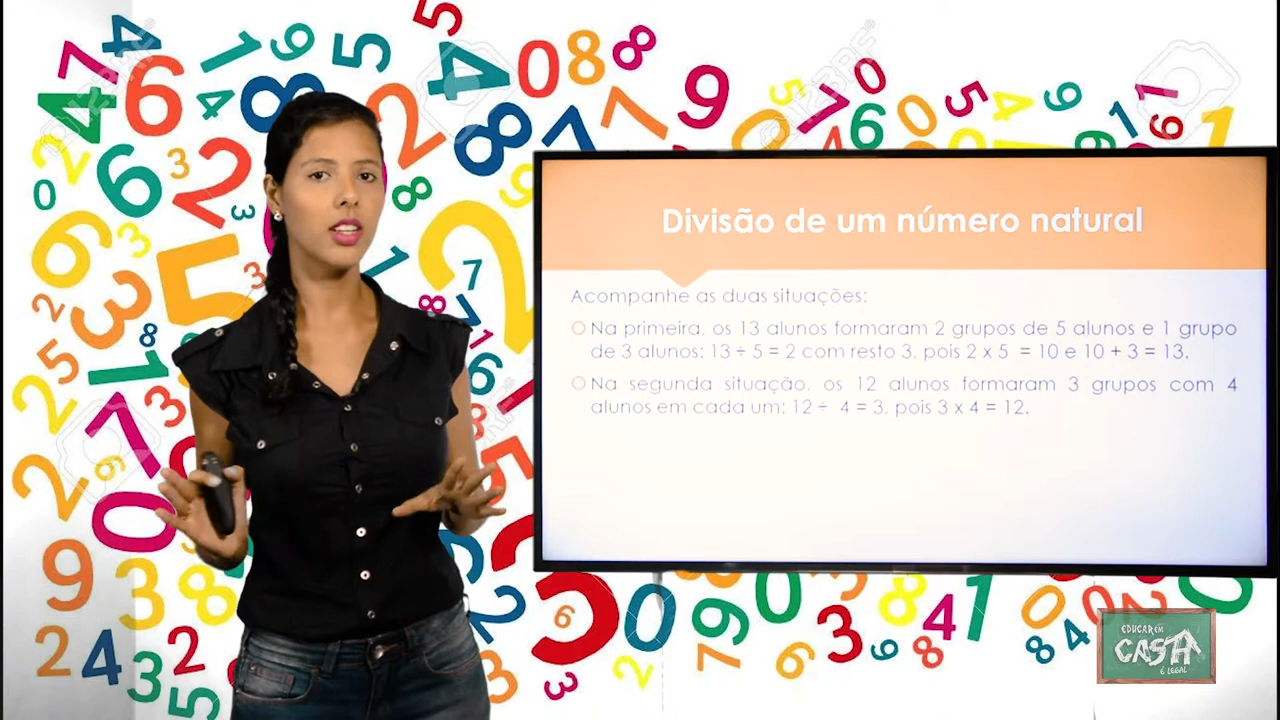 Divisão de um número natural
Acompanhe as duas situações:
Na primeira, os 13 alunos formaram 2 grupos de 5 alunos e 1 grupo
de 3 alunos: 13 ÷ 5 = 2 com resto 3, pois 2 x 5 = 10 e 10 + 3 = 13.
Na segunda situação, os 12 alunos formaram 3 grupos com 4
alunos em cada um: 12 ÷ 4 = 3, pois 3 x 4 = 12.
EDUCAR EM
CASA
É LEGAL